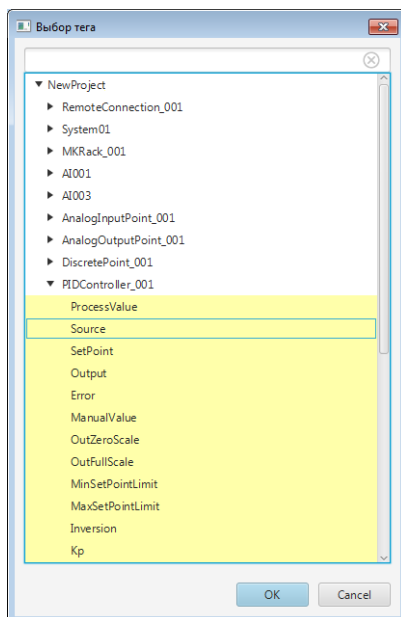 Выбор тега
NewProject
RemoteConnection_001
System01
MKRack_001
AI001
AI003
AnalogInputPoint_001
AnalogOutputPoint_001
DiscretePoint_001
PIDController_001
ProcessValue
Source
SetPoint
Output
Error
ManualValue
OutZeroScale
OutFullScale
MinSetPointLimit
MaxSetPointLimit
Inversion
Kp
OK Cancel